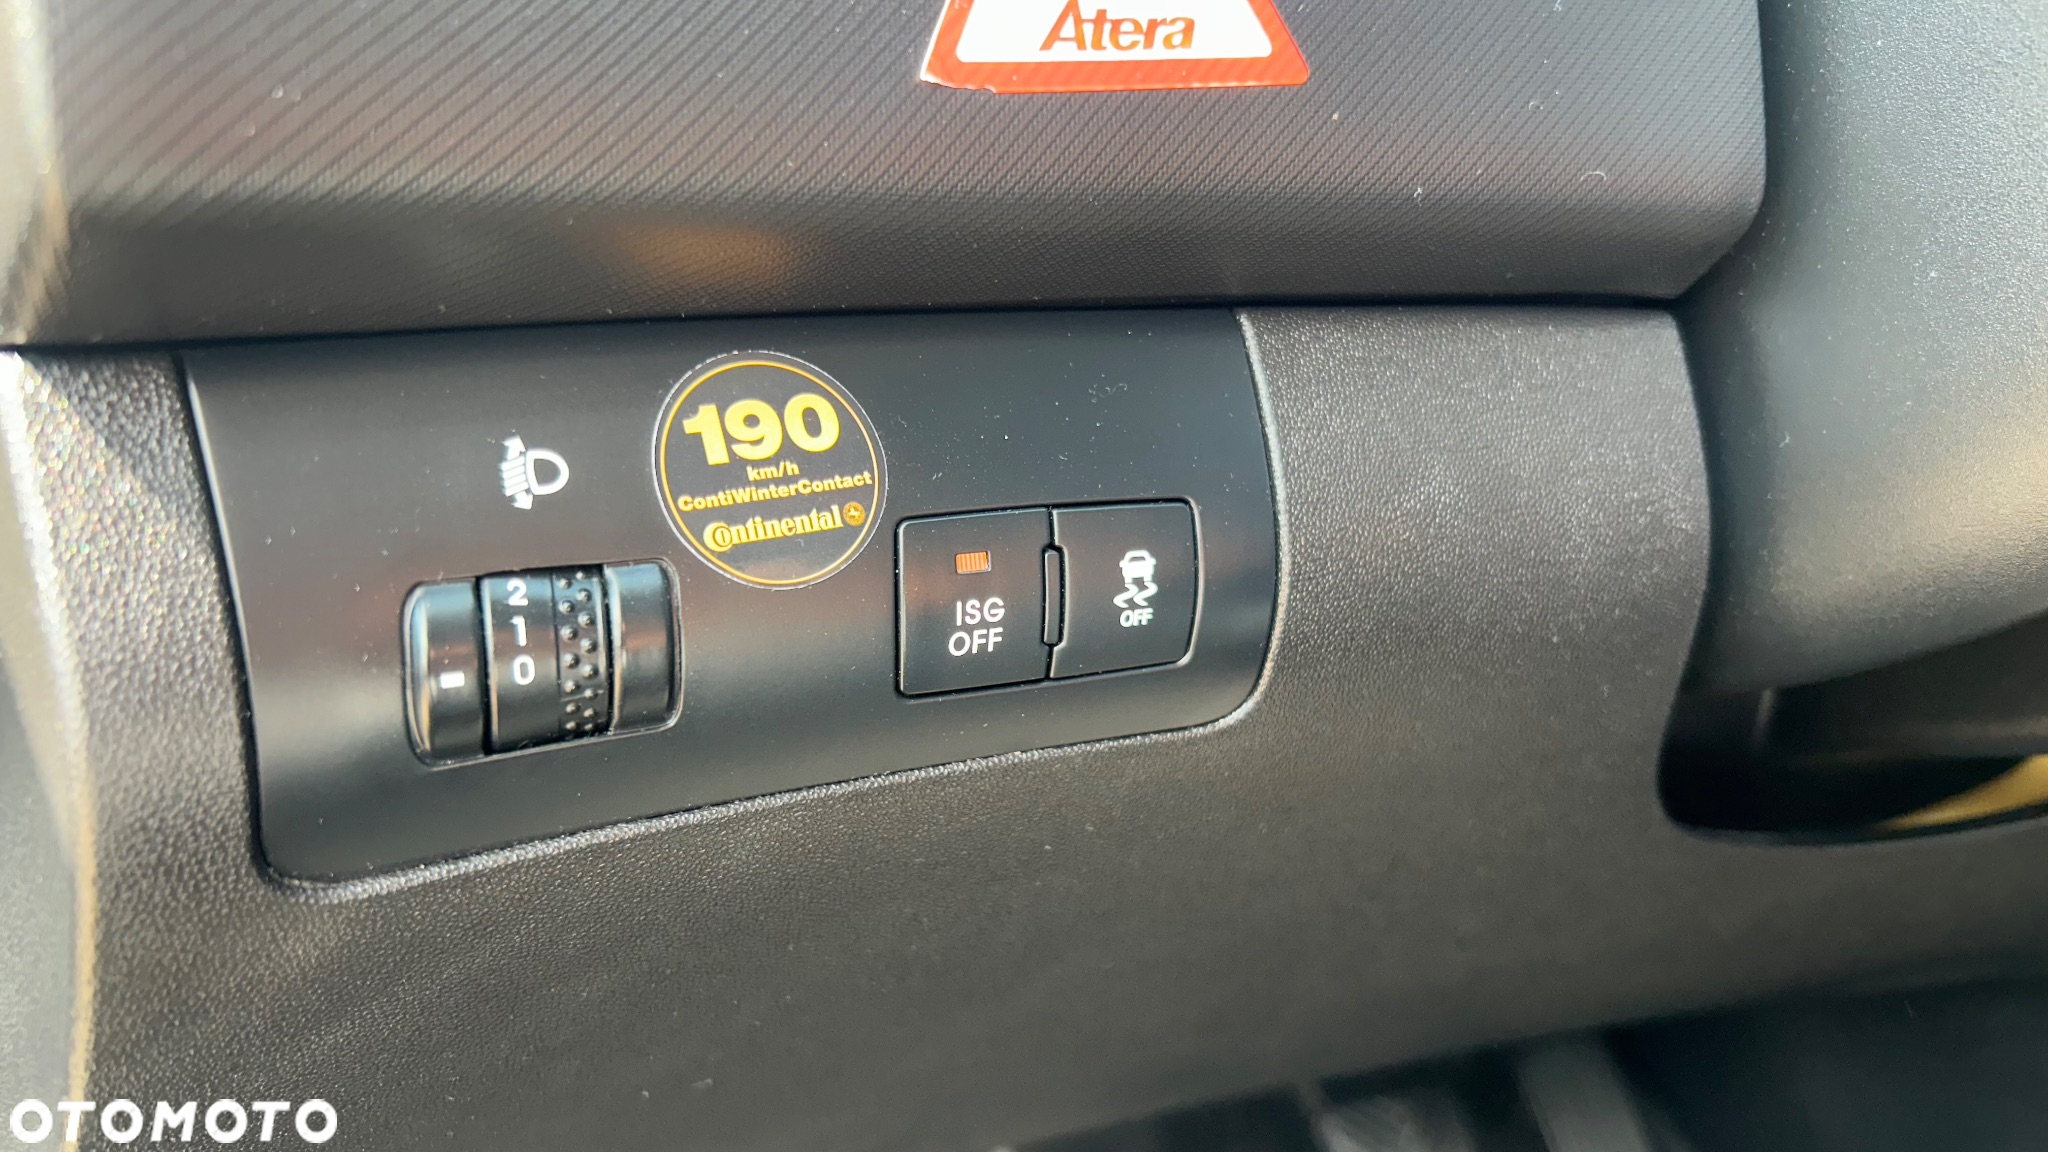 Atera
190
km/h
ContiWinterContact
Continental
2
1
0
ISG
OFF
OFF
OTOMOTO